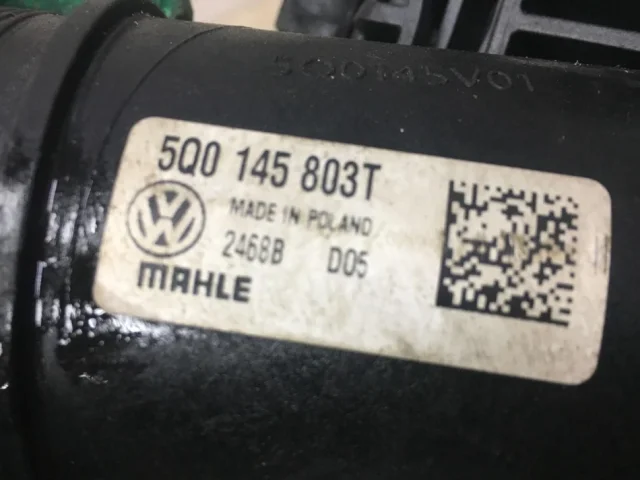 5Q0145V01
5Q0 145 803T
MADE IN POLAND
2468B D05
MAHLE